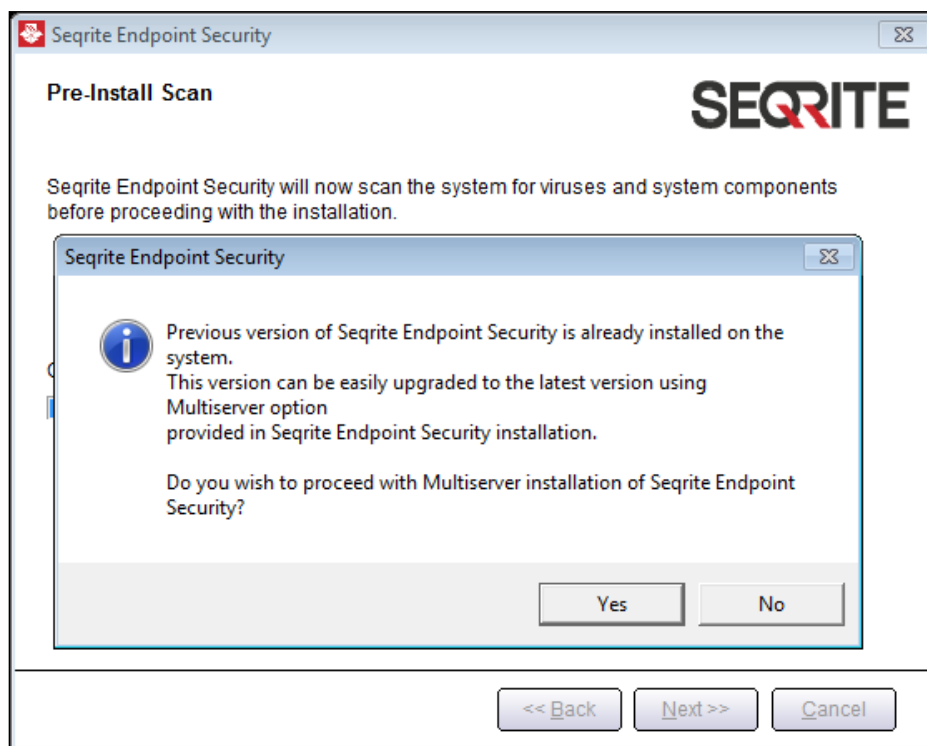 Seqrite Endpoint Security
Pre-Install Scan
SEQRITE
Seqrite Endpoint Security will now scan the system for viruses and system components
before proceeding with the installation.
Seqrite Endpoint Security
Previous version of Seqrite Endpoint Security is already installed on the
system.
This version can be easily upgraded to the latest version using
Multiserver option
provided in Seqrite Endpoint Security installation.
Do you wish to proceed with Multiserver installation of Seqrite Endpoint
Security?
Yes
No
<< Back
Next >>
Cancel